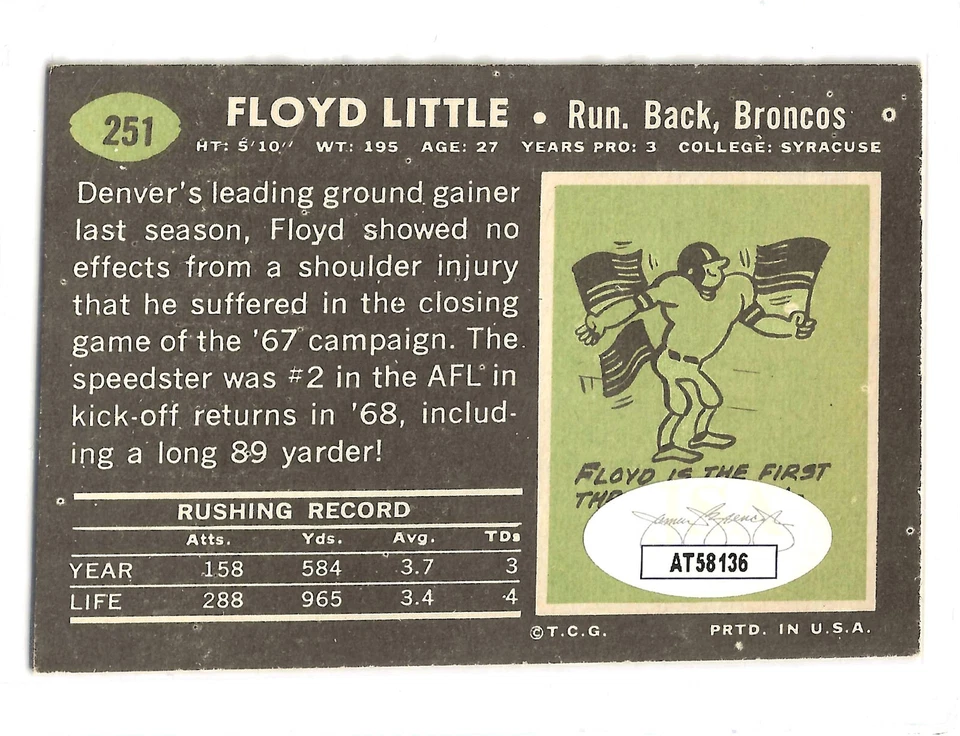 251
FLOYD LITTLE • Run. Back, Broncos
HT: 5'10" WT: 195 AGE: 27 YEARS PRO: 3 COLLEGE: SYRACUSE
Denver's leading ground gainer
last season, Floyd showed no
effects from a shoulder injury
that he suffered in the closing
game of the '67 campaign. The
speedster was #2 in the AFL in
kick-off returns in '68, includ-
ing a long 89 yarder!
RUSHING RECORD
Atts. Yds. Avg. TDs
YEAR 158 584 3.7 3
LIFE 288 965 3.4 4
FLOYD IS THE FIRST
AT58136
©T.C.G. PRTD. IN U.S.A.